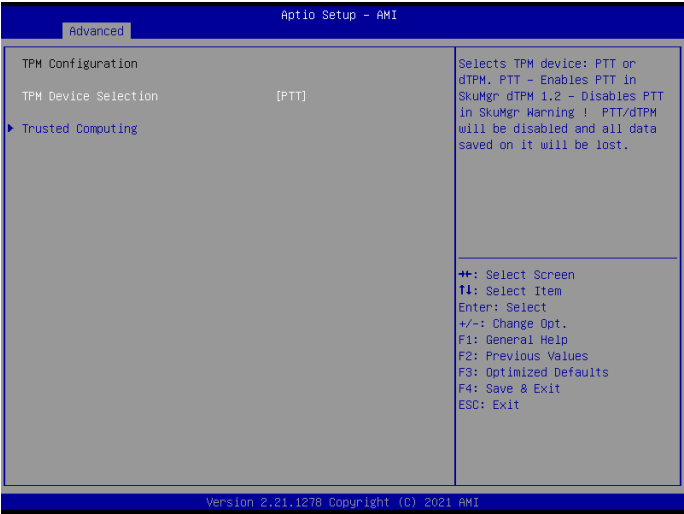 Aptio Setup – AMI
Advanced
TPM Configuration
TPM Device Selection [PTT]
Trusted Computing
Selects TPM device: PTT or
dTPM. PTT – Enables PTT in
SkuMgr dTPM 1.2 – Disables PTT
in SkuMgr Warning ! PTT/dTPM
will be disabled and all data
saved on it will be lost.
→←: Select Screen
↑↓: Select Item
Enter: Select
+/-: Change Opt.
F1: General Help
F2: Previous Values
F3: Optimized Defaults
F4: Save & Exit
ESC: Exit
Version 2.21.1278 Copyright (C) 2021 AMI